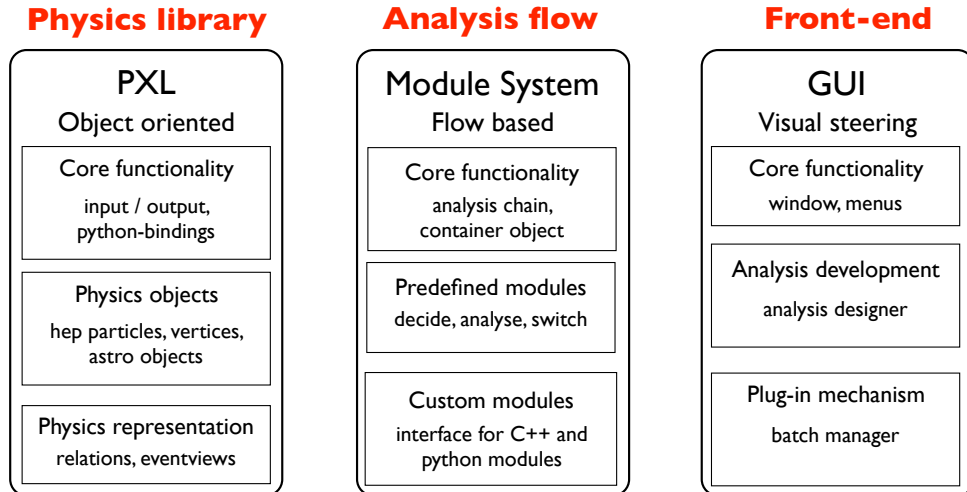 Physics library
PXL
Object oriented
Core functionality
input / output,
python-bindings
Physics objects
hep particles, vertices,
astro objects
Physics representation
relations, eventviews
Analysis flow
Module System
Flow based
Core functionality
analysis chain,
container object
Predefined modules
decide, analyse, switch
Custom modules
interface for C++ and
python modules
Front-end
GUI
Visual steering
Core functionality
window, menus
Analysis development
analysis designer
Plug-in mechanism
batch manager